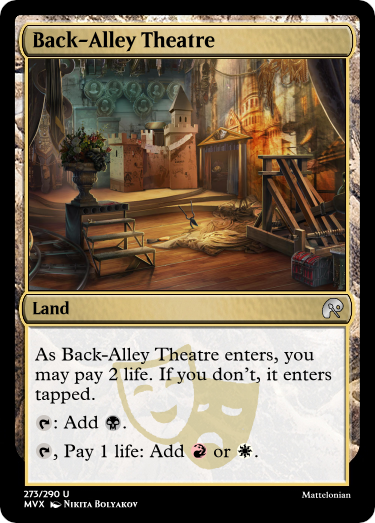 Back-Alley Theatre
Land
As Back-Alley Theatre enters, you
may pay 2 life. If you don't, it enters
tapped.
: Add .
, Pay 1 life: Add or .
273/290 U
MVX Nikita Bolyakov
Mattelonian